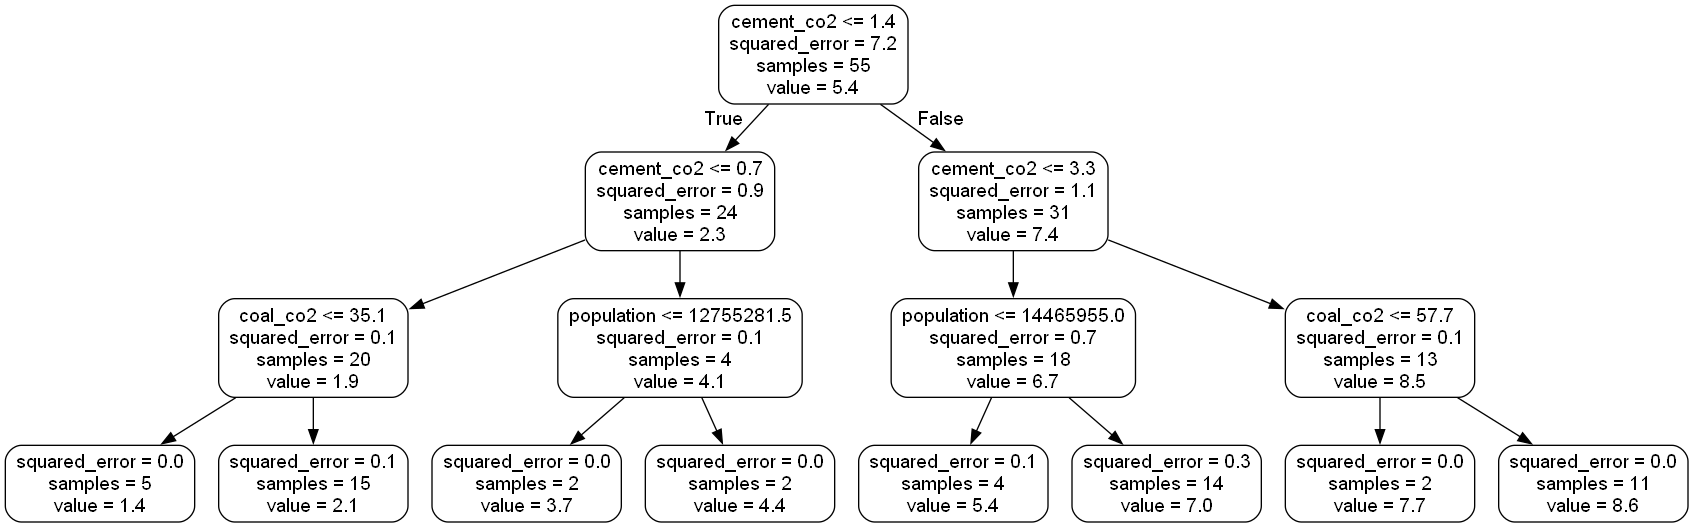 cement_co2 <= 1.4
squared_error = 7.2
samples = 55
value = 5.4
True
False
cement_co2 <= 0.7
squared_error = 0.9
samples = 24
value = 2.3
cement_co2 <= 3.3
squared_error = 1.1
samples = 31
value = 7.4
coal_co2 <= 35.1
squared_error = 0.1
samples = 20
value = 1.9
population <= 12755281.5
squared_error = 0.1
samples = 4
value = 4.1
population <= 14465955.0
squared_error = 0.7
samples = 18
value = 6.7
coal_co2 <= 57.7
squared_error = 0.1
samples = 13
value = 8.5
squared_error = 0.0
samples = 5
value = 1.4
squared_error = 0.1
samples = 15
value = 2.1
squared_error = 0.0
samples = 2
value = 3.7
squared_error = 0.0
samples = 2
value = 4.4
squared_error = 0.1
samples = 4
value = 5.4
squared_error = 0.3
samples = 14
value = 7.0
squared_error = 0.0
samples = 2
value = 7.7
squared_error = 0.0
samples = 11
value = 8.6